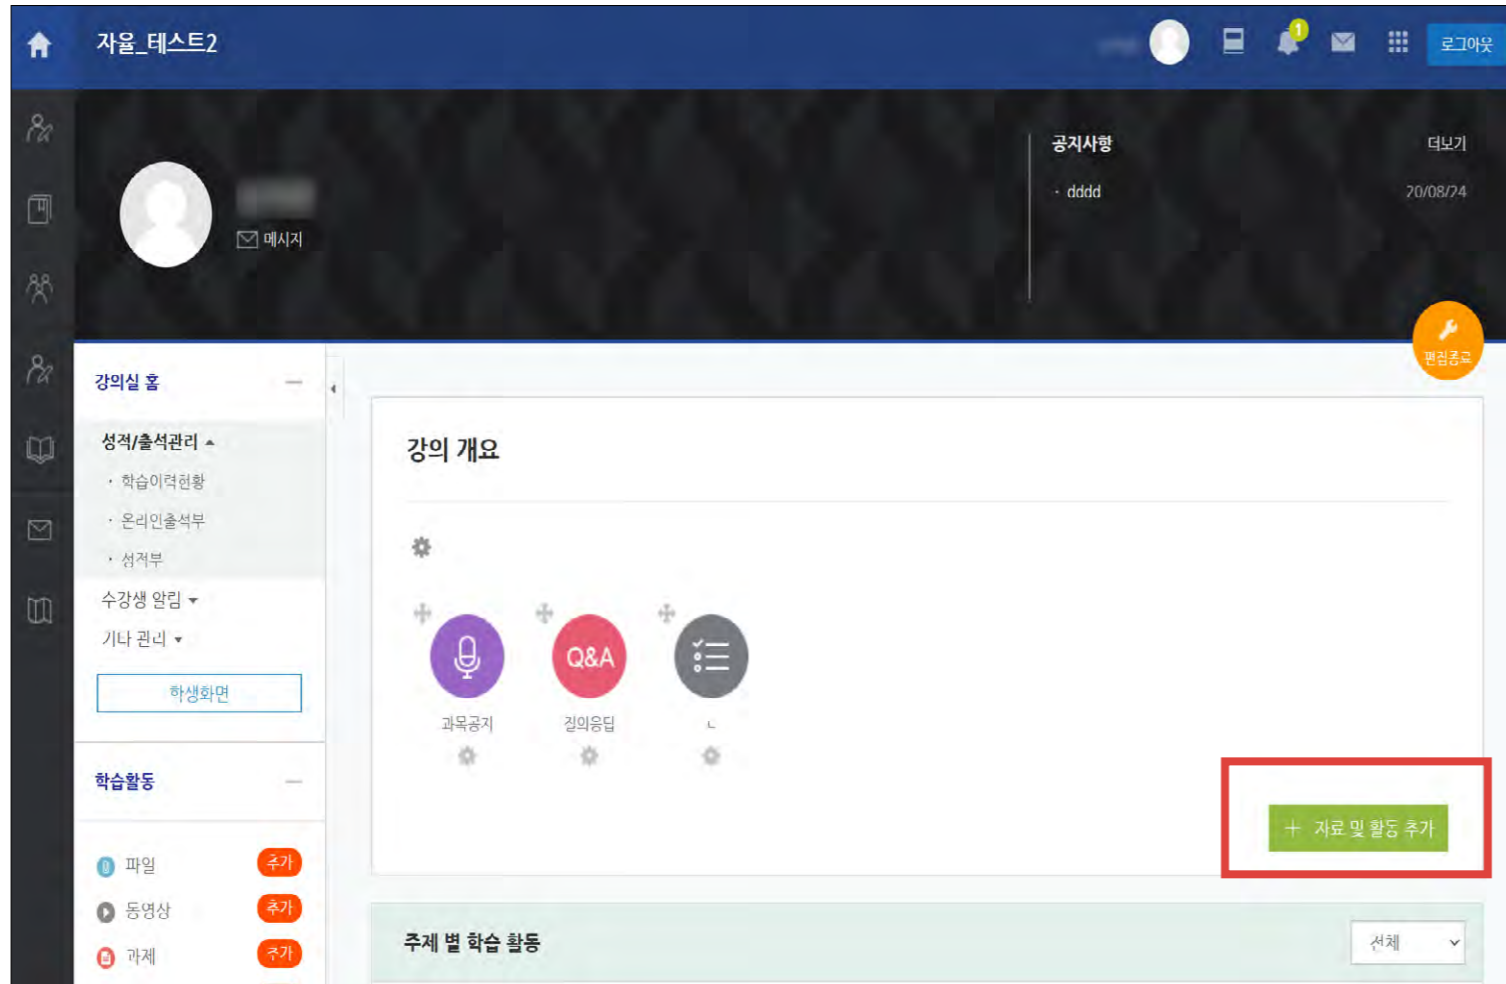 자율_테스트2
1
로그아웃
공지사항
더보기
· dddd
20/08/24
메시지
편집종료
강의실 홈
성적/출석관리
· 학습이력현황
· 온라인출석부
· 성적부
수강생 알림
기타 관리
학생화면
학습활동
파일
추가
동영상
추가
과제
추가
강의 개요
Q&A
과목공지
질의응답
ㄴ
+ 자료 및 활동 추가
주제 별 학습 활동
전체